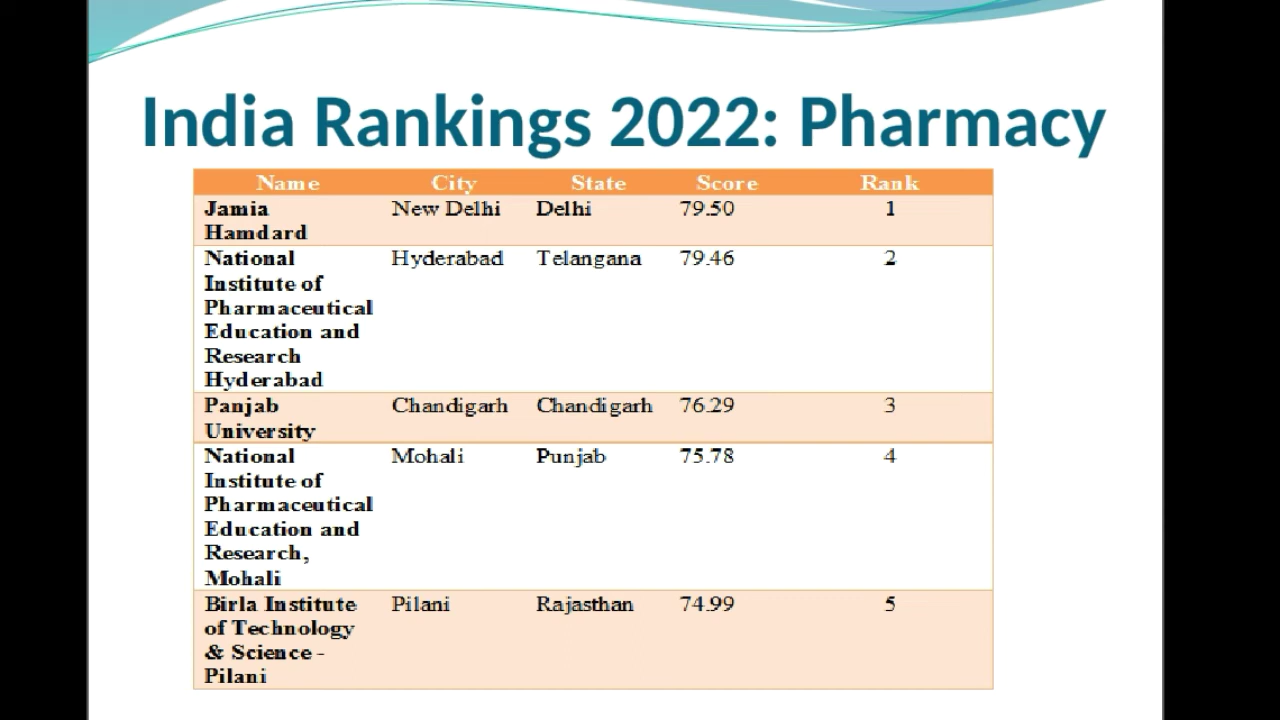 India Rankings 2022: Pharmacy
Name City State Score Rank
Jamia New Delhi Delhi 79.50 1
Hamdard
National Hyderabad Telangana 79.46 2
Institute of
Pharmaceutical
Education and
Research
Hyderabad
Panjab Chandigarh Chandigarh 76.29 3
University
National Mohali Punjab 75.78 4
Institute of
Pharmaceutical
Education and
Research,
Mohali
Birla Institute Pilani Rajasthan 74.99 5
of Technology
& Science -
Pilani